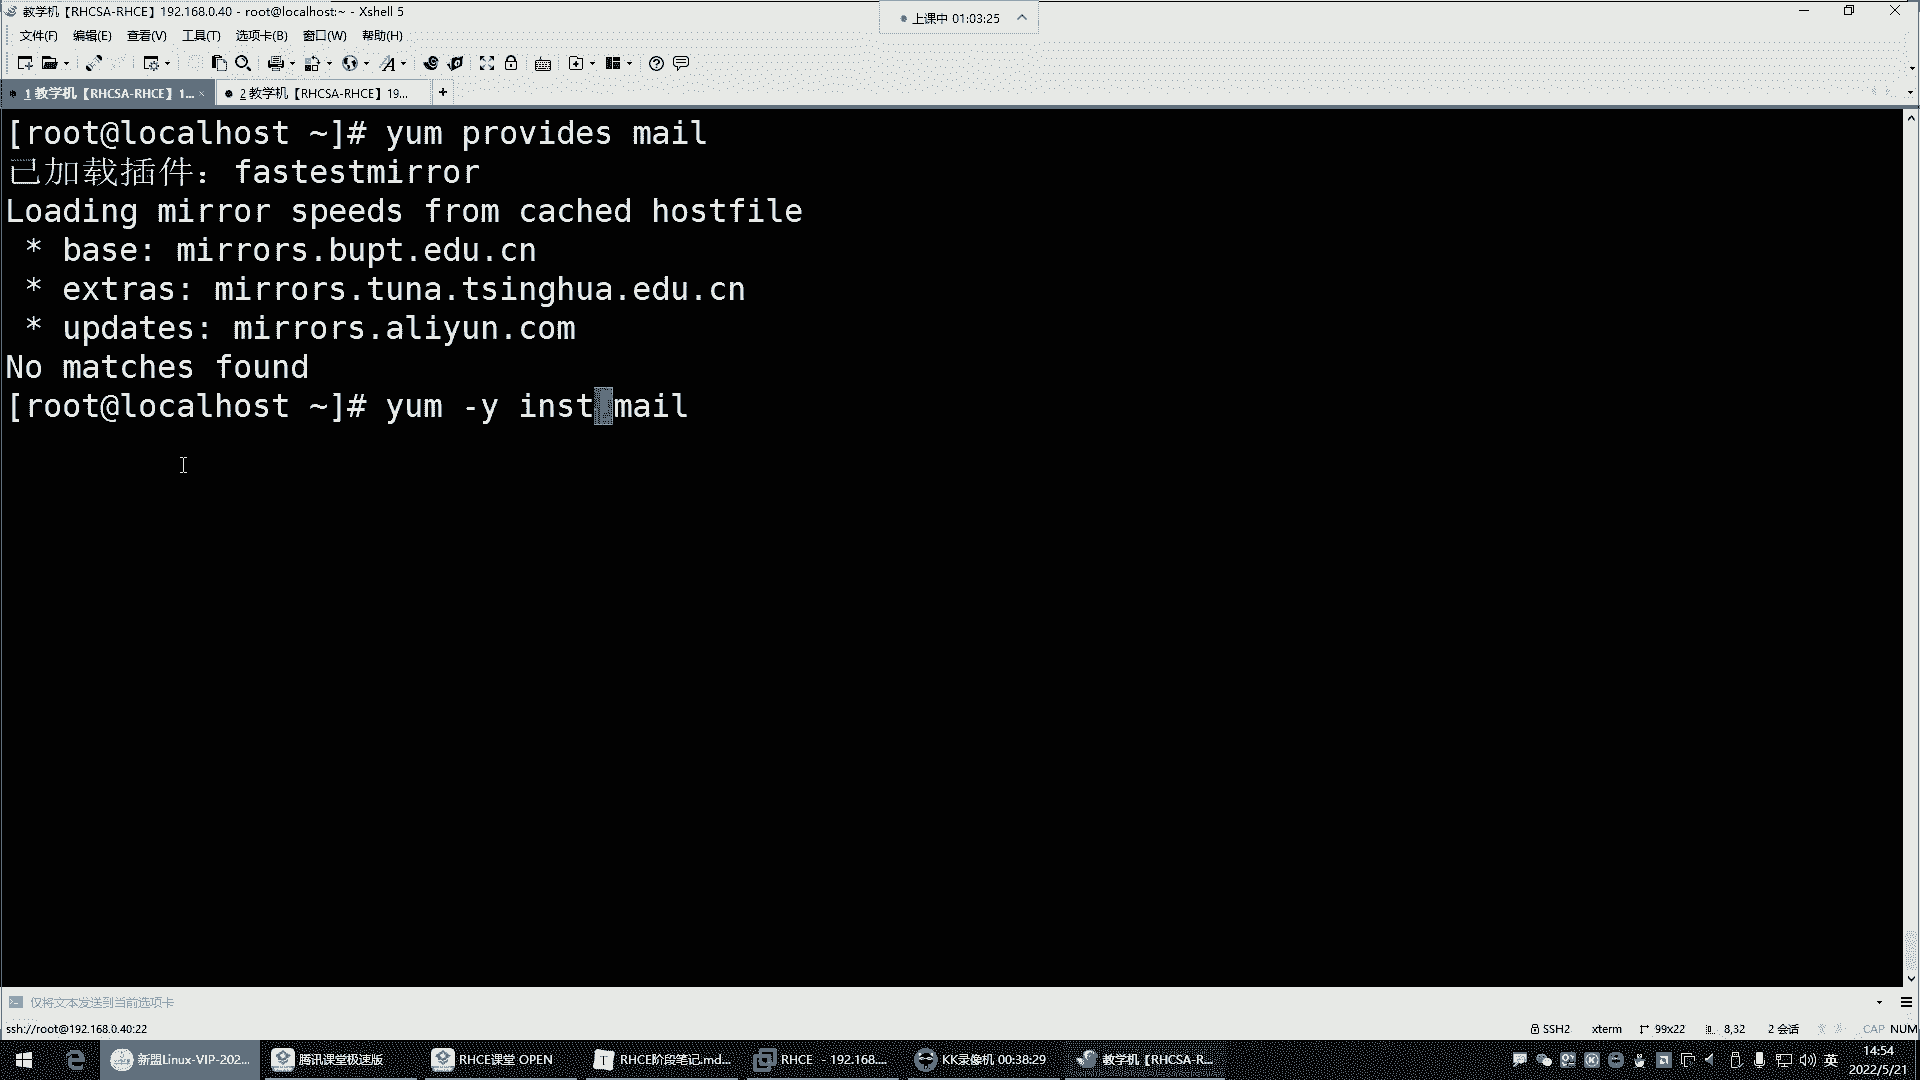 教学机【RHCSA-RHCE】192.168.0.40 - root@localhost:~ - Xshell 5
上课中 01:03:25
文件(F) 编辑(E) 查看(V) 工具(T) 选项卡(B) 窗口(W) 帮助(H)
1 教学机【RHCSA-RHCE】1... × 2 教学机【RHCSA-RHCE】19... +
[root@localhost ~]# yum provides mail
已加载插件：fastestmirror
Loading mirror speeds from cached hostfile
 * base: mirrors.bupt.edu.cn
 * extras: mirrors.tuna.tsinghua.edu.cn
 * updates: mirrors.aliyun.com
No matches found
[root@localhost ~]# yum -y inst mail
仅将文本发送到当前选项卡
ssh://root@192.168.0.40:22 SSH2 xterm 99x22 8,32 2 会话 CAP NUM
新盟Linux-VIP-202... 腾讯课堂极速版 RHCE课堂 OPEN RHCE阶段笔记.md... RHCE - 192.168.... KK录像机 00:38:29 教学机【RHCSA-R... 英 14:54
2022/5/21